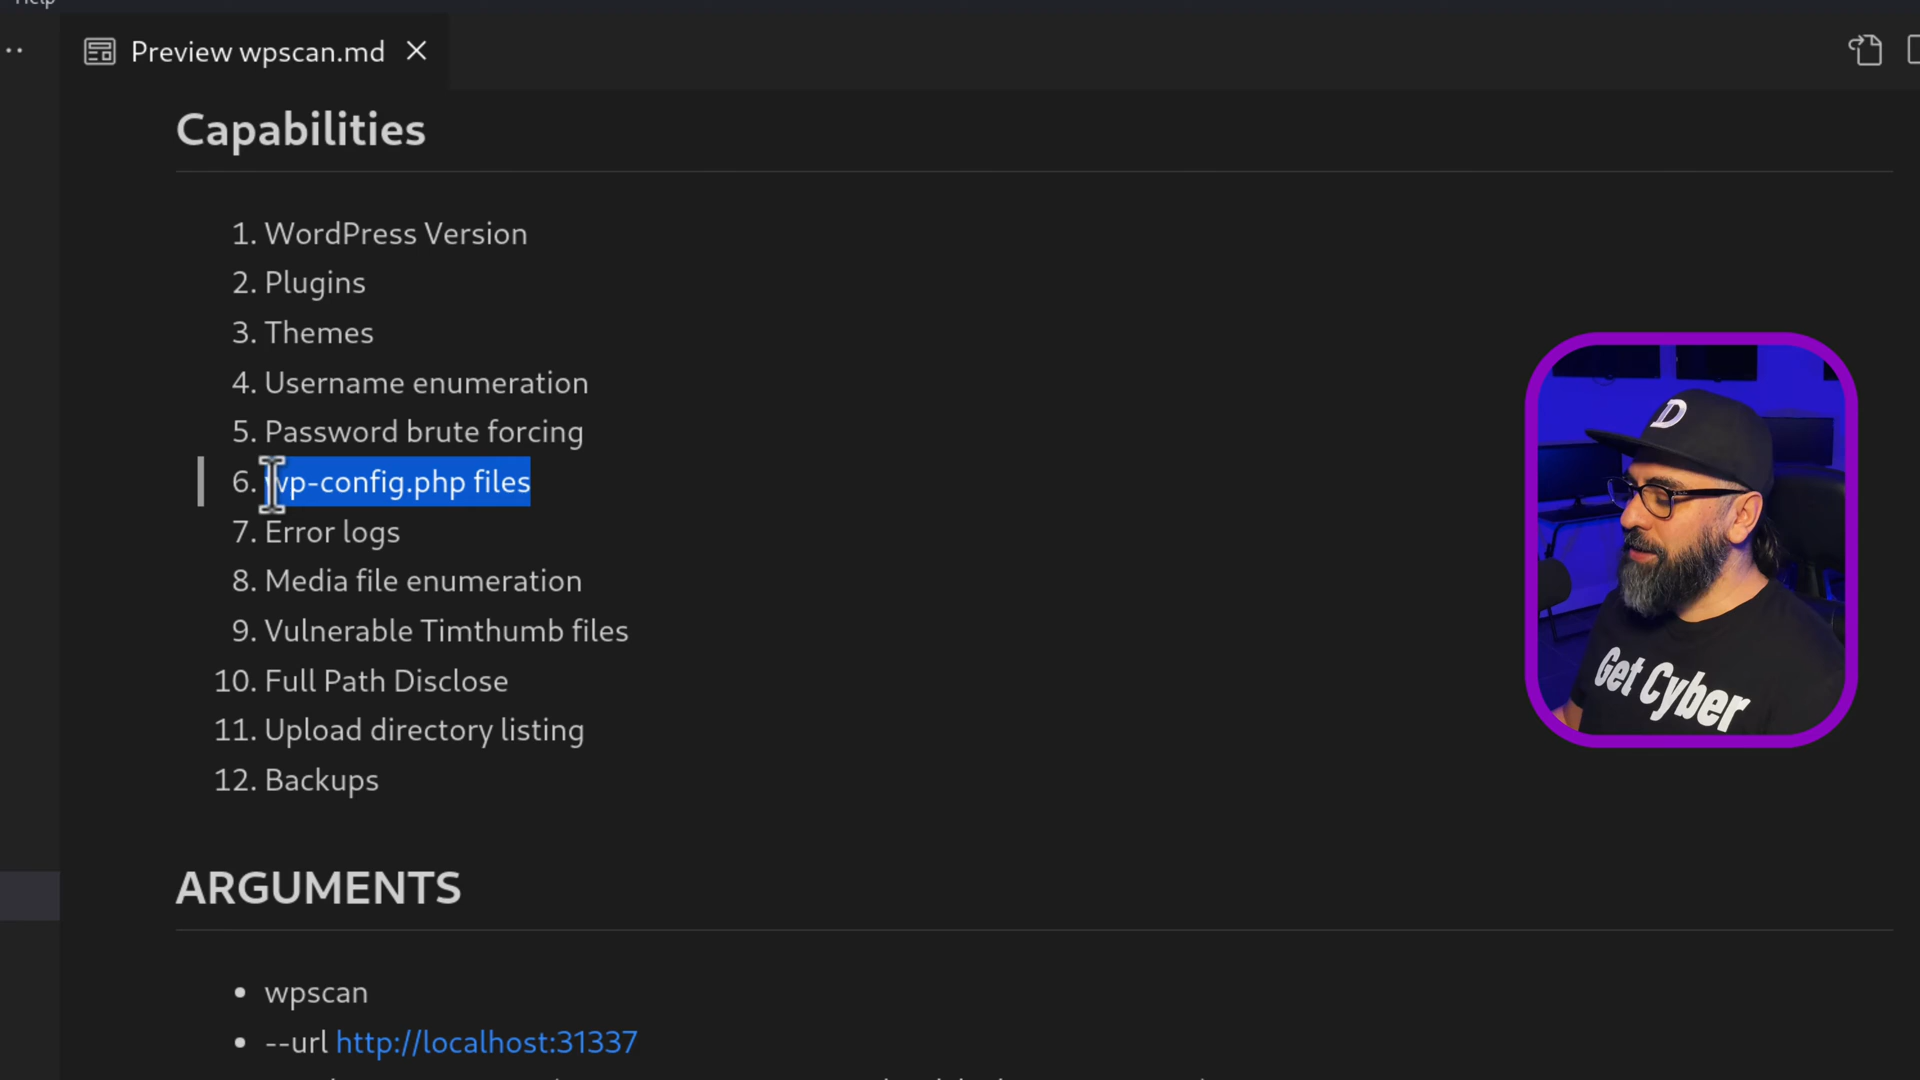 Help
Preview wpscan.md
Capabilities
1. WordPress Version
2. Plugins
3. Themes
4. Username enumeration
5. Password brute forcing
6. wp-config.php files
7. Error logs
8. Media file enumeration
9. Vulnerable Timthumb files
10. Full Path Disclose
11. Upload directory listing
12. Backups
D
Get Cyber
ARGUMENTS
• wpscan
• --url http://localhost:31337